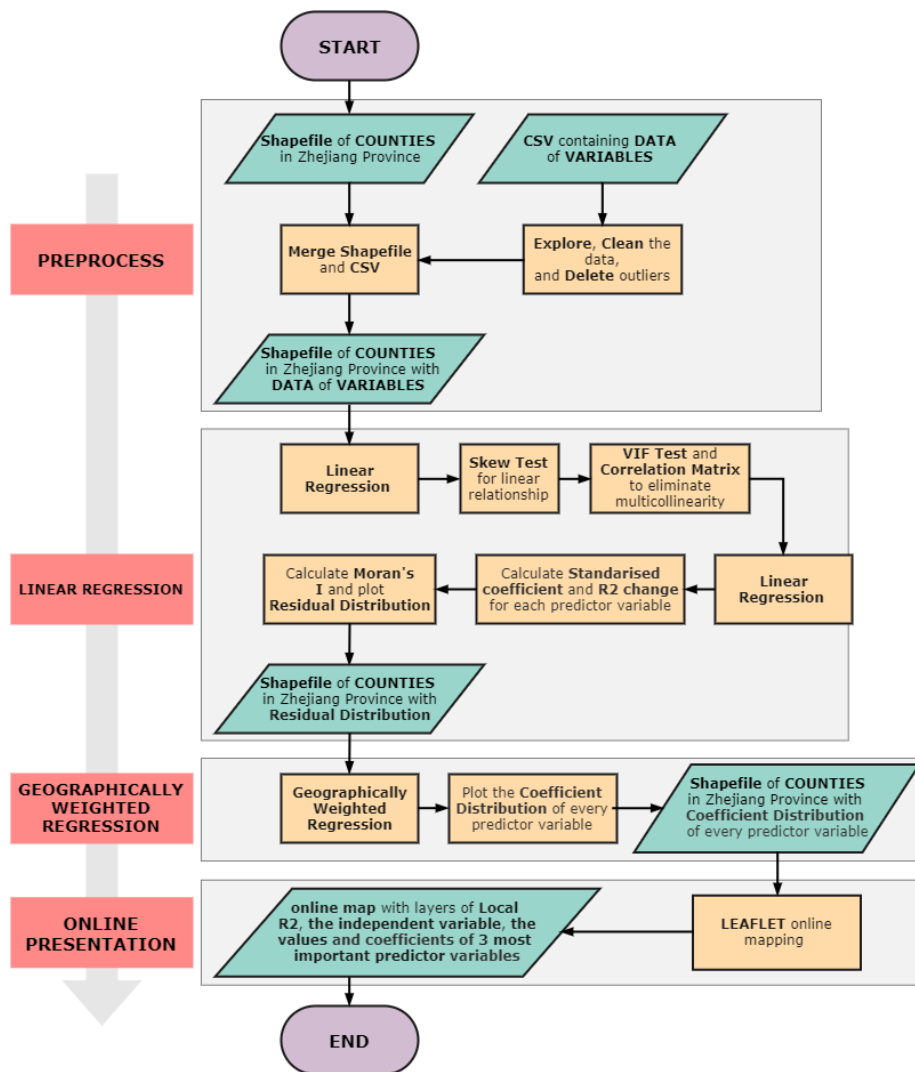 START
Shapefile of COUNTIES
in Zhejiang Province
CSV containing DATA
of VARIABLES
PREPROCESS
Merge Shapefile
and CSV
Explore, Clean the
data,
and Delete outliers
Shapefile of COUNTIES
in Zhejiang Province with
DATA of VARIABLES
Linear
Regression
Skew Test
for linear
relationship
VIF Test and
Correlation Matrix
to eliminate
multicollinearity
LINEAR REGRESSION
Calculate Moran's
I and plot
Residual Distribution
Calculate Standarised
coefficient and R2 change
for each predictor variable
Linear
Regression
Shapefile of COUNTIES
in Zhejiang Province with
Residual Distribution
GEOGRAPHICALLY
WEIGHTED
REGRESSION
Geographically
Weighted
Regression
Plot the Coefficient
Distribution of every
predictor variable
Shapefile of COUNTIES
in Zhejiang Province with
Coefficient Distribution
of every predictor variable
ONLINE
PRESENTATION
online map with layers of Local
R2, the independent variable, the
values and coefficients of 3 most
important predictor variables
LEAFLET online
mapping
END